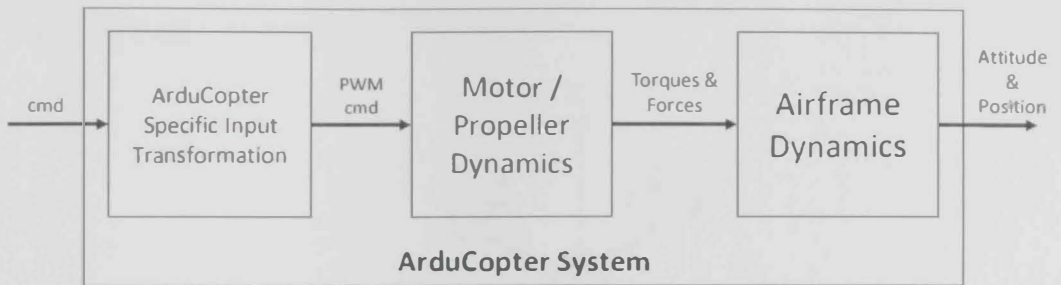 cmd
ArduCopter
Specific Input
Transformation
PWM
cmd
Motor /
Propeller
Dynamics
Torques &
Forces
Airframe
Dynamics
Attitude
&
Position
ArduCopter System